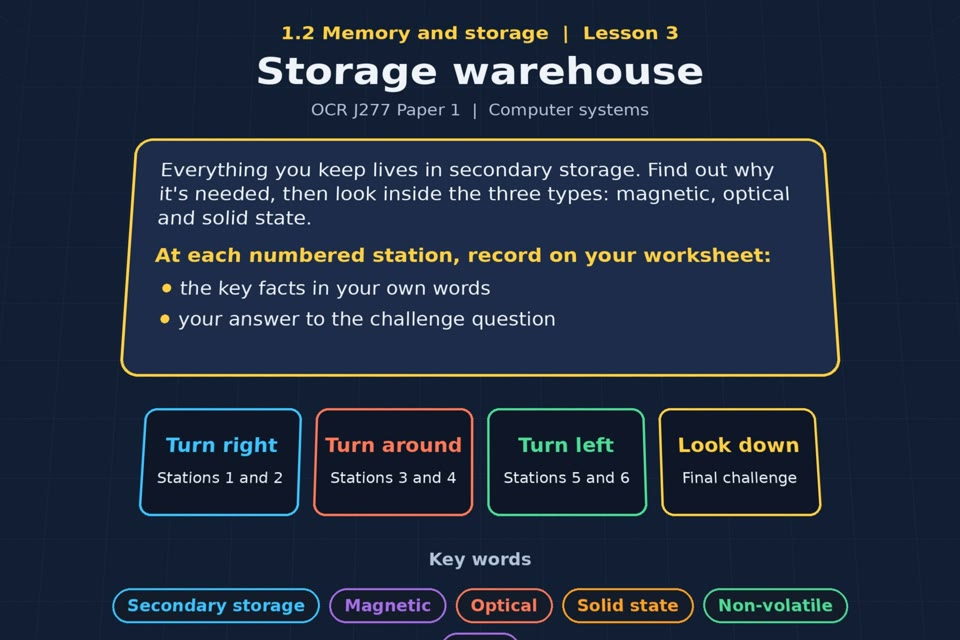 1.2 Memory and storage | Lesson 3
Storage warehouse
OCR J277 Paper 1 | Computer systems
Everything you keep lives in secondary storage. Find out why
it's needed, then look inside the three types: magnetic, optical
and solid state.
At each numbered station, record on your worksheet:
• the key facts in your own words
• your answer to the challenge question
Turn right
Stations 1 and 2
Turn around
Stations 3 and 4
Turn left
Stations 5 and 6
Look down
Final challenge
Key words
Secondary storage
Magnetic
Optical
Solid state
Non-volatile